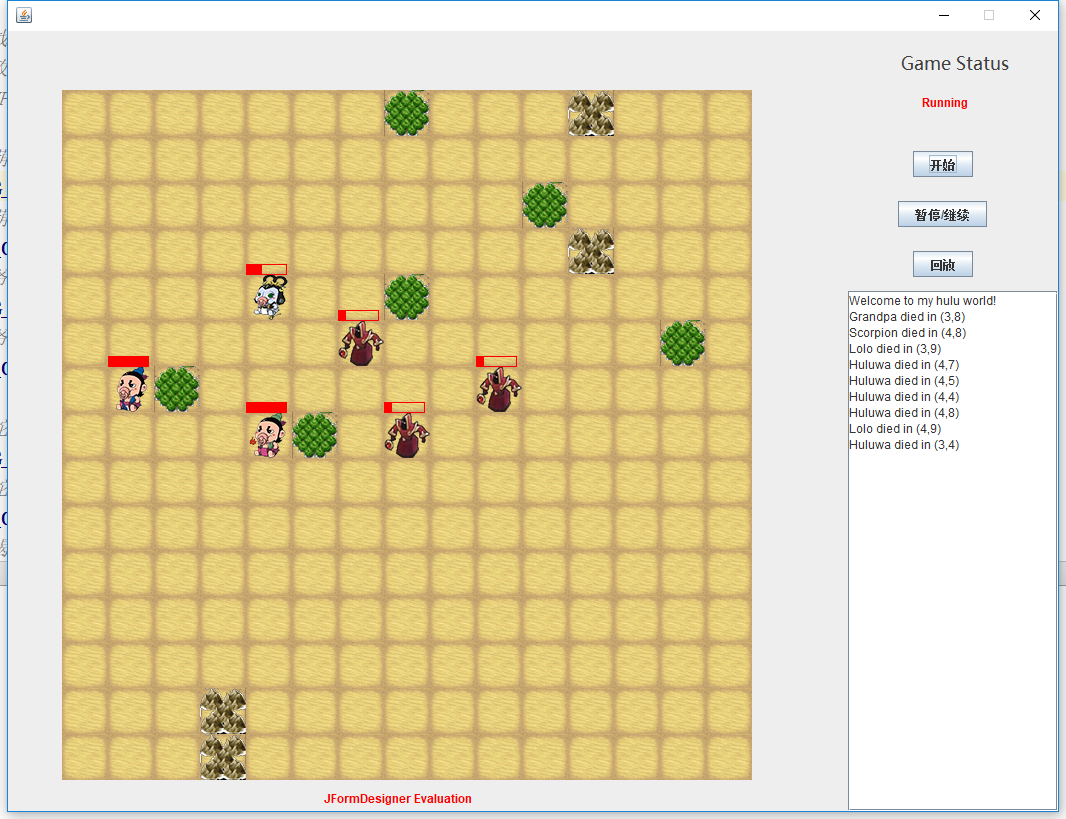 Game Status
Running
开始
暂停/继续
回放
Welcome to my hulu world!
Grandpa died in (3,8)
Scorpion died in (4,8)
Lolo died in (3,9)
Huluwa died in (4,7)
Huluwa died in (4,5)
Huluwa died in (4,4)
Huluwa died in (4,8)
Lolo died in (4,9)
Huluwa died in (3,4)
JFormDesigner Evaluation